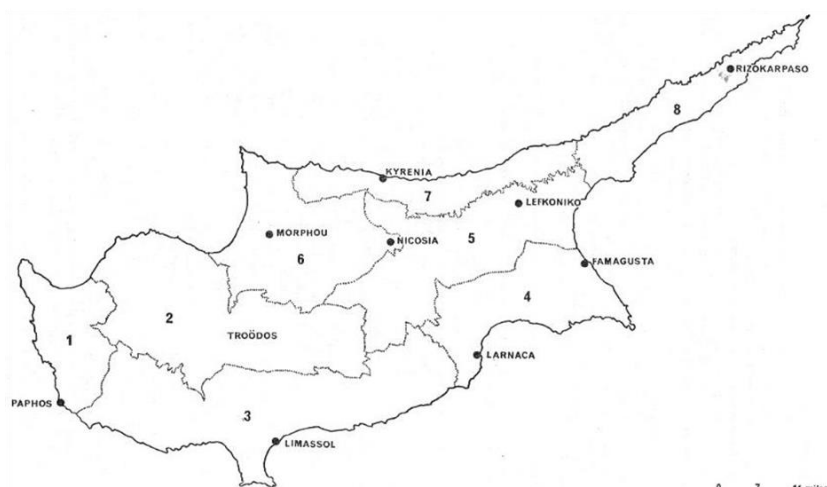 RIZOKARPASO
8
KYRENIA
7
LEFKONIKO
MORPHOU
NICOSIA
5
6
FAMAGUSTA
4
2
1
TROÖDOS
LARNACA
PAPHOS
3
LIMASSOL